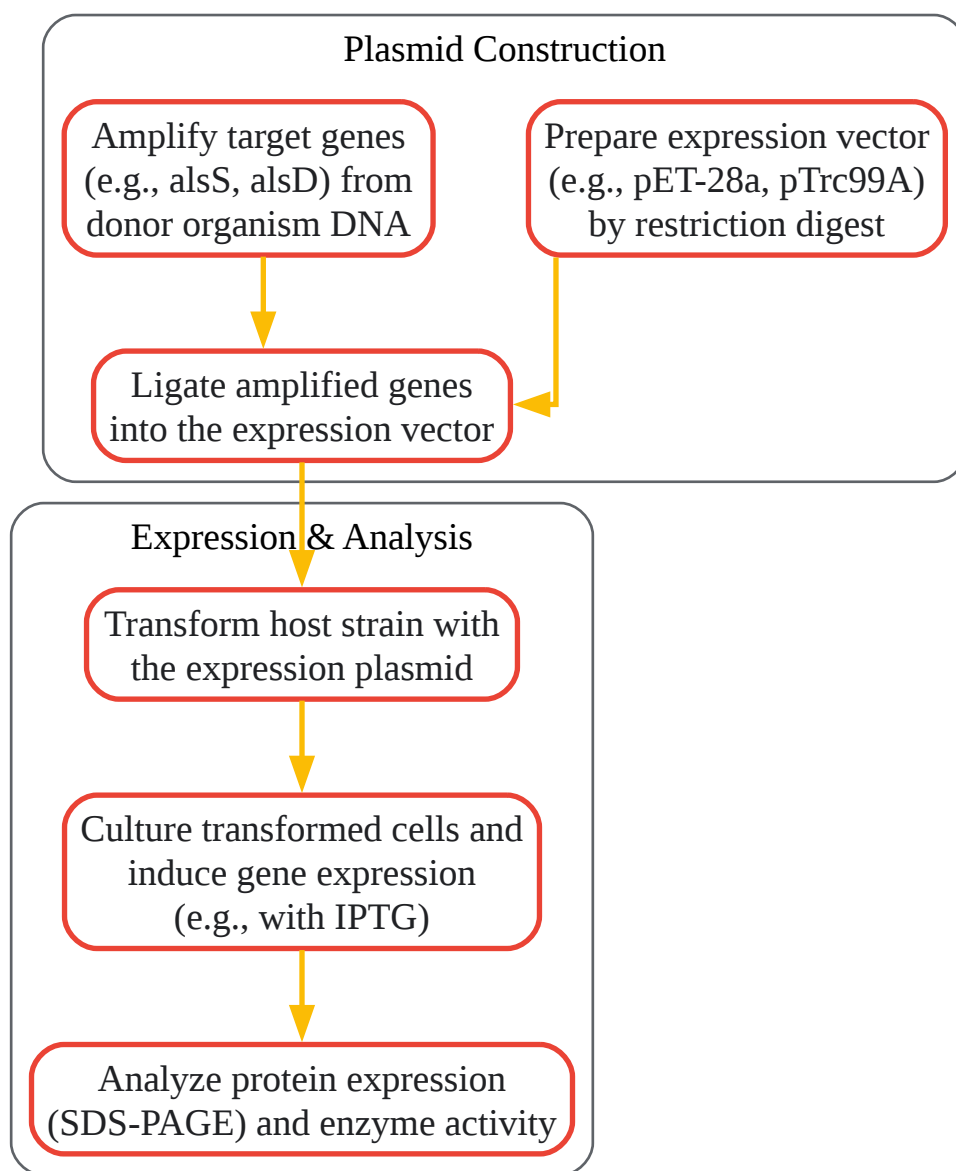 Plasmid Construction
Amplify target genes
(e.g., alsS, alsD) from
donor organism DNA
Prepare expression vector
(e.g., pET-28a, pTrc99A)
by restriction digest
Ligate amplified genes
into the expression vector
Expression & Analysis
Transform host strain with
the expression plasmid
Culture transformed cells and
induce gene expression
(e.g., with IPTG)
Analyze protein expression
(SDS-PAGE) and enzyme activity